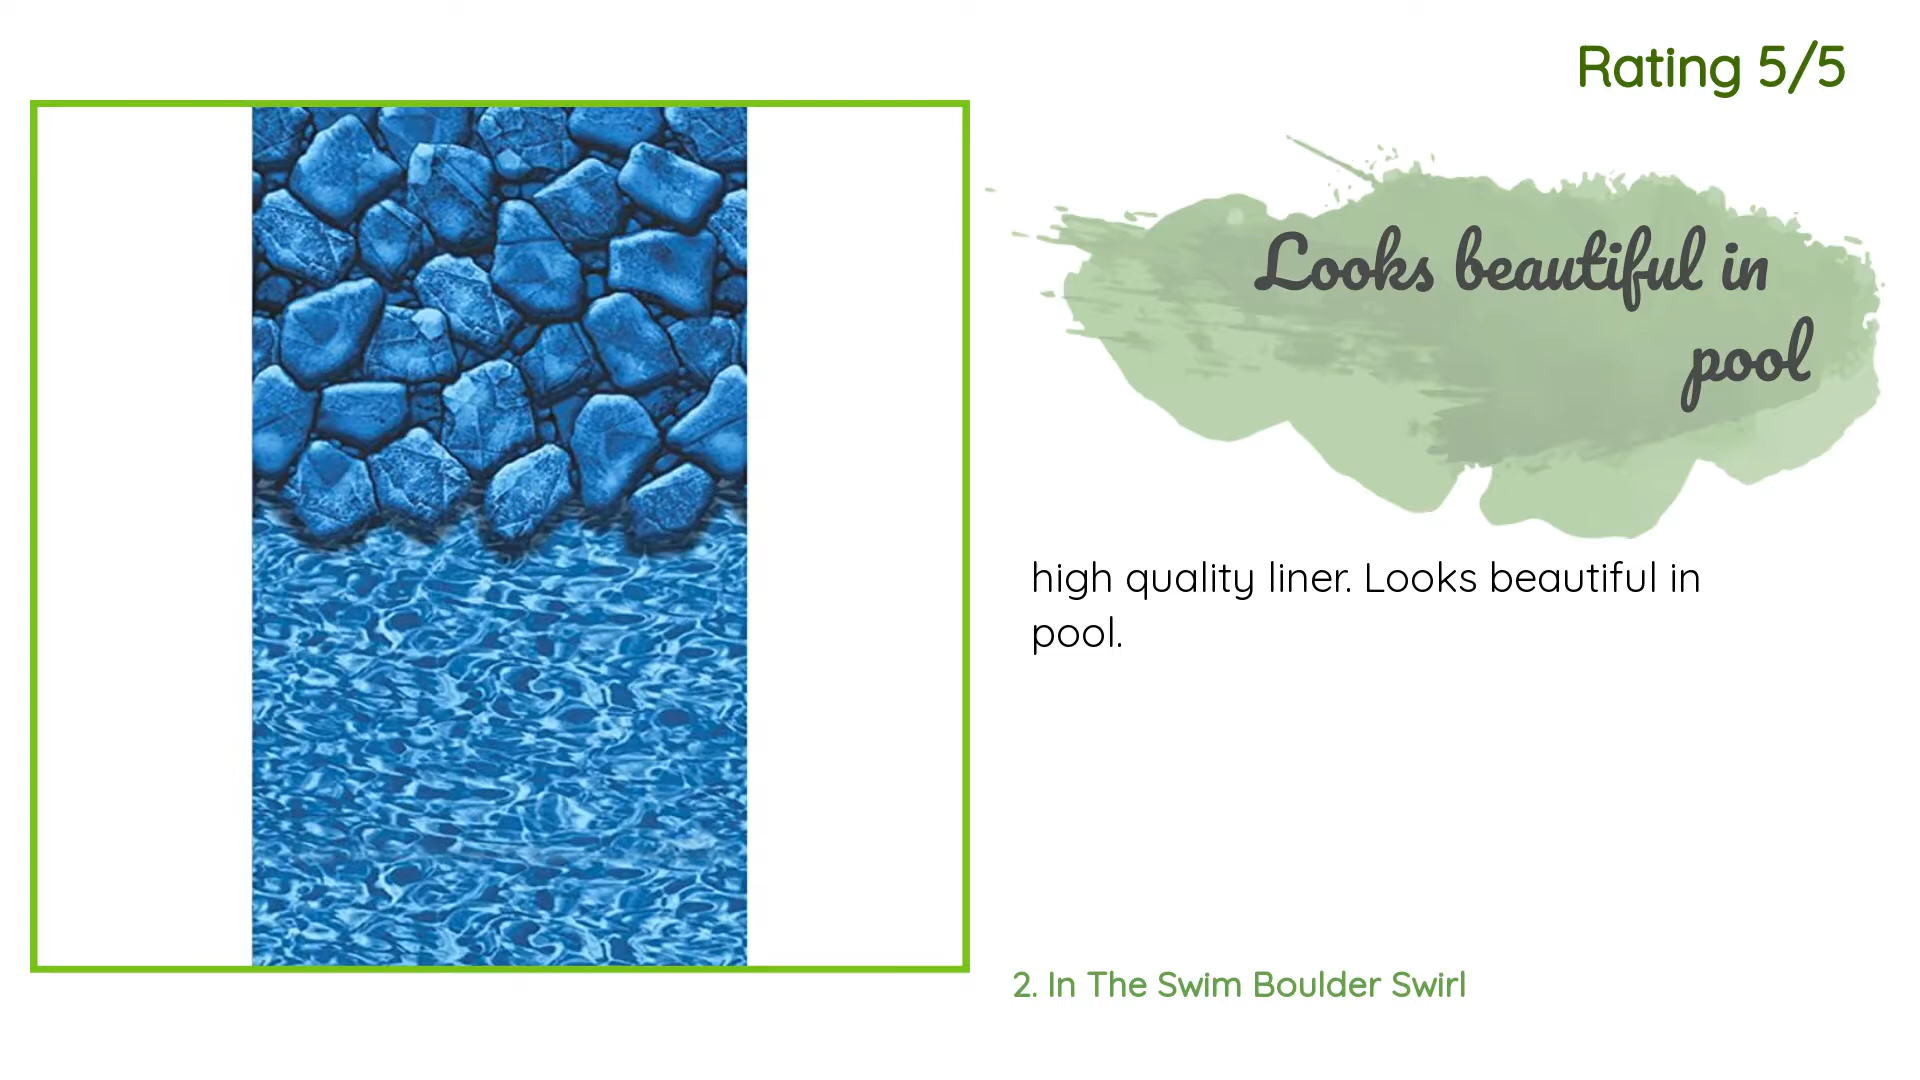 Rating 5/5
Looks beautiful in
pool
high quality liner. Looks beautiful in
pool.
2. In The Swim Boulder Swirl